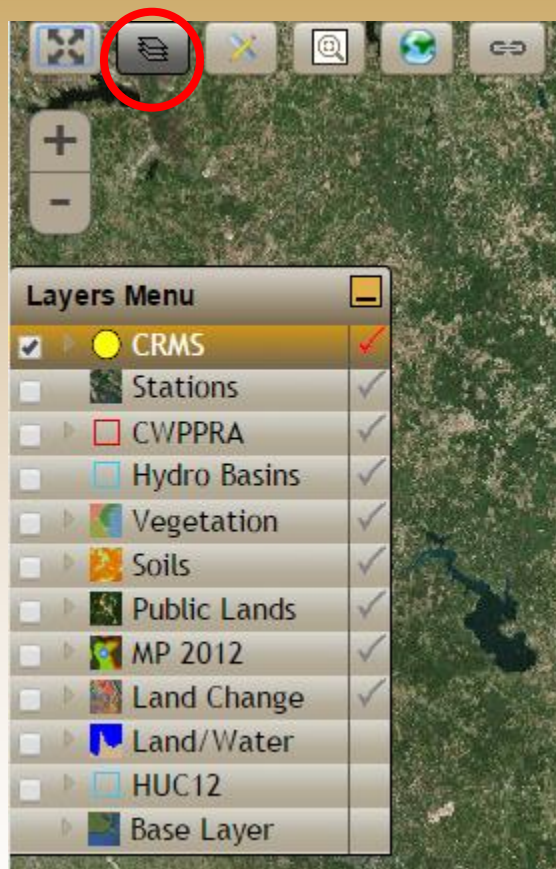 Layers Menu
CRMS
Stations
CWPPRA
Hydro Basins
Vegetation
Soils
Public Lands
MP 2012
Land Change
Land/Water
HUC12
Base Layer